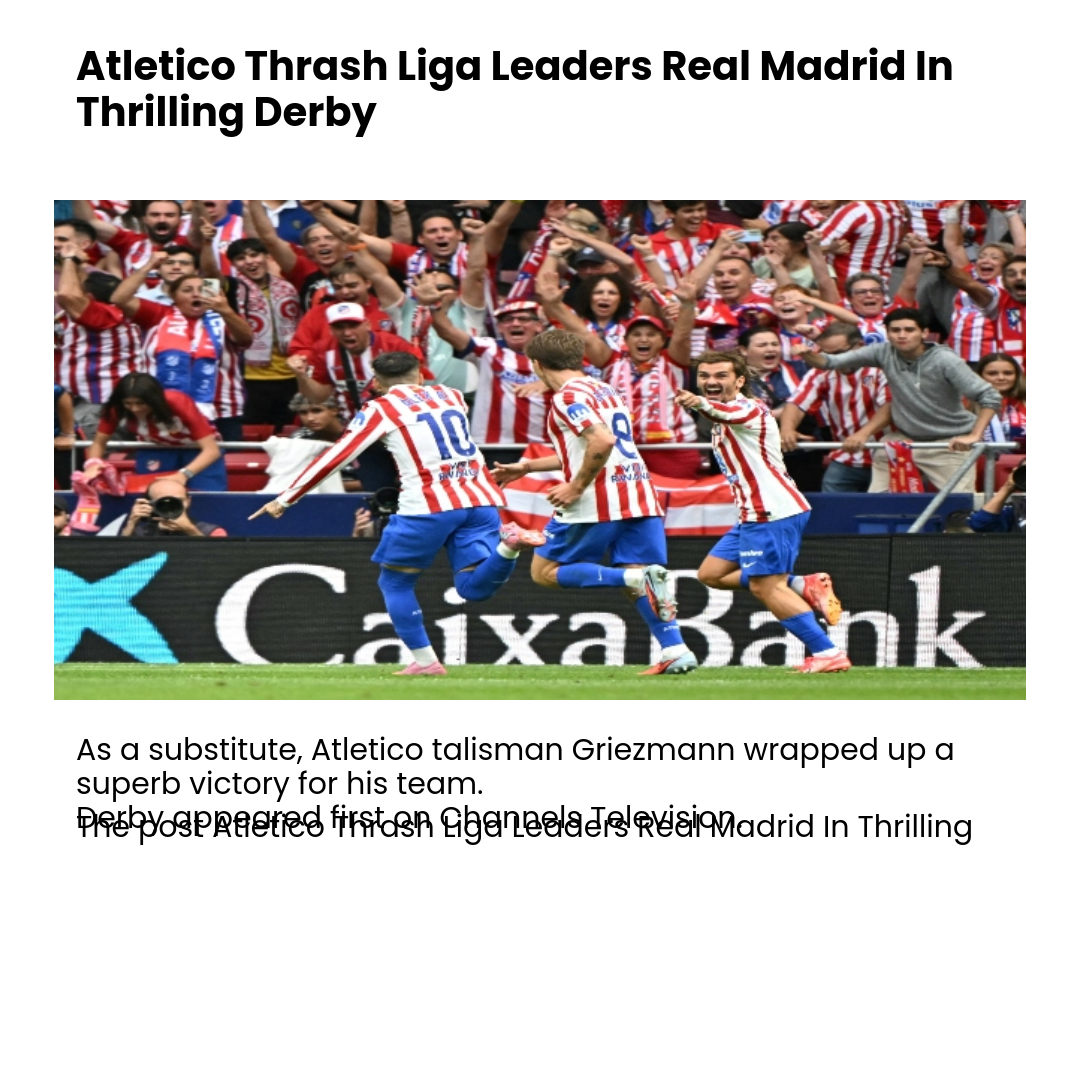 Atletico Thrash Liga Leaders Real Madrid In
Thrilling Derby
10
8
CaixaBank
As a substitute, Atletico talisman Griezmann wrapped up a
superb victory for his team.
Derby appeared first on Channels Television.
The post Atletico Thrash Liga Leaders Real Madrid In Thrilling